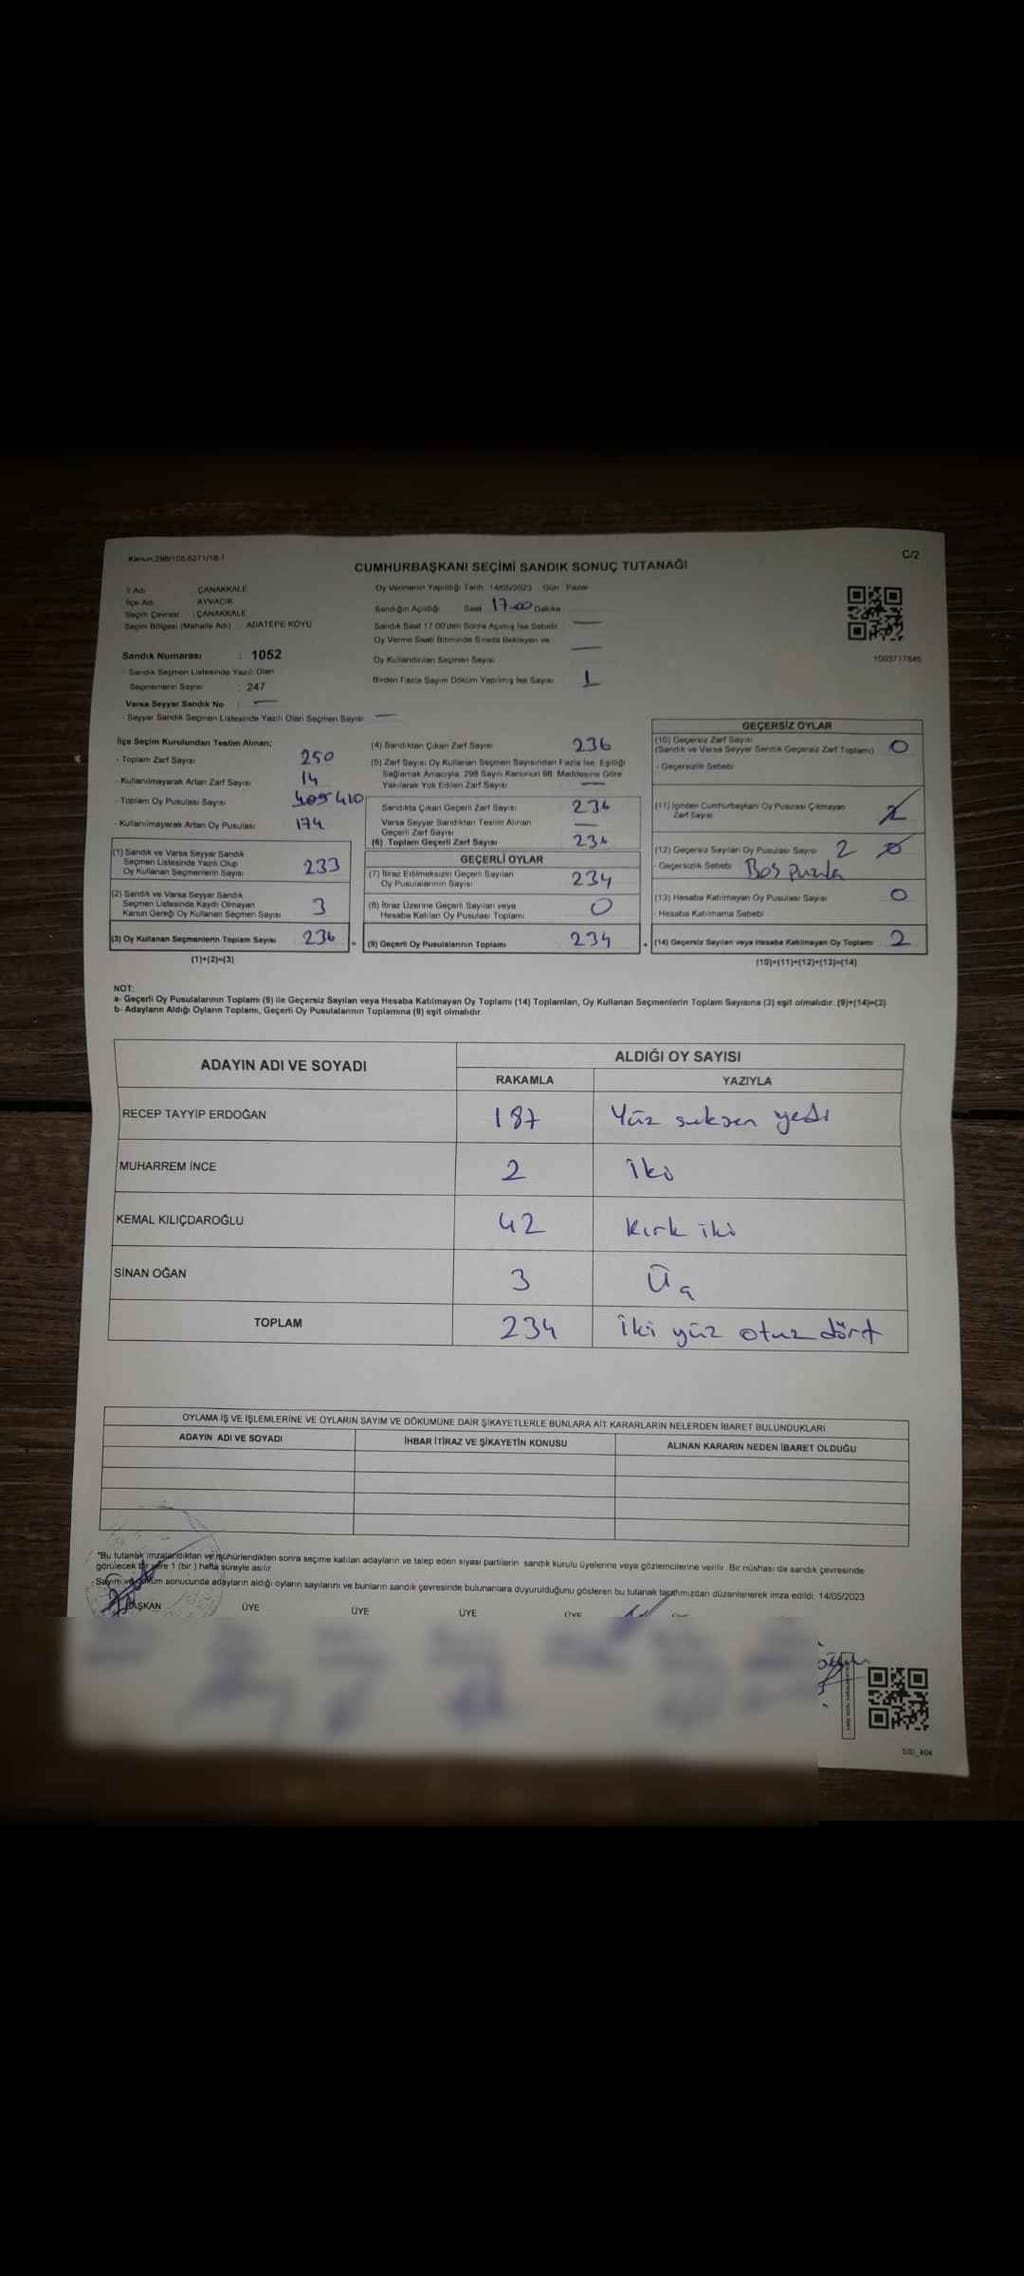 Kanun:298/105,6271/18-1
C/2
CUMHURBAŞKANI SEÇİMİ SANDIK SONUÇ TUTANAĞI
İl Adı : ÇANAKKALE
İlçe Adı : AYVACIK
Seçim Çevresi : ÇANAKKALE
Seçim Bölgesi (Mahalle Adı) : ADATEPE KÖYÜ
Sandık Numarası : 1052
- Sandık Seçmen Listesinde Yazılı Olan
Seçmenlerin Sayısı : 247
Varsa Seyyar Sandık No : —
- Seyyar Sandık Seçmen Listesinde Yazılı Olan Seçmen Sayısı : —
Oy Vermenin Yapıldığı Tarih :14/05/2023 Gün : Pazar
Sandığın Açıldığı Saat 17.00 Dakika
Sandık Saat 17.00'den Sonra Açılmış İse Sebebi : —
Oy Verme Saati Bitiminde Sırada Bekleyen ve
Oy Kullandırılan Seçmen Sayısı —
Birden Fazla Sayım Döküm Yapılmış İse Sayısı : 1
1003717845
İlçe Seçim Kurulundan Teslim Alınan;
- Toplam Zarf Sayısı : 250
- Kullanılmayarak Artan Zarf Sayısı : 14
- Toplam Oy Pusulası Sayısı : 405 410
- Kullanılmayarak Artan Oy Pusulası : 174
(1) Sandık ve Varsa Seyyar Sandık
Seçmen Listesinde Yazılı Olup
Oy Kullanan Seçmenlerin Sayısı : 233
(2) Sandık ve Varsa Seyyar Sandık
Seçmen Listesinde Kaydı Olmayan
Kanun Gereği Oy Kullanan Seçmen Sayısı : 3
(3) Oy Kullanan Seçmenlerin Toplam Sayısı : 236
(1)+(2)=(3)
(4) Sandıktan Çıkan Zarf Sayısı : 236
(5) Zarf Sayısı Oy Kullanan Seçmen Sayısından Fazla İse, Eşitliği
Sağlamak Amacıyla, 298 Sayılı Kanunun 98. Maddesine Göre
Yakılarak Yok Edilen Zarf Sayısı : —
Sandıkta Çıkan Geçerli Zarf Sayısı : 236
Varsa Seyyar Sandıktan Teslim Alınan
Geçerli Zarf Sayısı : —
(6) Toplam Geçerli Zarf Sayısı : 236
GEÇERLİ OYLAR
(7) İtiraz Edilmeksizin Geçerli Sayılan
Oy Pusulalarının Sayısı : 234
(8) İtiraz Üzerine Geçerli Sayılan veya
Hesaba Katılan Oy Pusulası Toplamı : 0
(9) Geçerli Oy Pusulalarının Toplamı : 234
GEÇERSİZ OYLAR
(10) Geçersiz Zarf Sayısı
(Sandık ve Varsa Seyyar Sandık Geçersiz Zarf Toplamı) : 0
- Geçersizlik Sebebi :
(11) İçinden Cumhurbaşkanı Oy Pusulası Çıkmayan
Zarf Sayısı : 2
(12) Geçersiz Sayılan Oy Pusulası Sayısı : 2 0
Geçersizlik Sebebi : Boş pusula
(13) Hesaba Katılmayan Oy Pusulası Sayısı : 0
- Hesaba Katılmama Sebebi :
(14) Geçersiz Sayılan veya Hesaba Katılmayan Oy Toplamı : 2
(10)+(11)+(12)+(13)=(14)
NOT:
a- Geçerli Oy Pusulalarının Toplamı (9) ile Geçersiz Sayılan veya Hesaba Katılmayan Oy Toplamı (14) Toplamları, Oy Kullanan Seçmenlerin Toplam Sayısına (3) eşit olmalıdır. (9)+(14)=(3)
b- Adayların Aldığı Oyların Toplamı, Geçerli Oy Pusulalarının Toplamına (9) eşit olmalıdır.
ADAYIN ADI VE SOYADI
ALDIĞI OY SAYISI
RAKAMLA YAZIYLA
RECEP TAYYİP ERDOĞAN 187 Yüz seksen yedi
MUHARREM İNCE 2 İki
KEMAL KILIÇDAROĞLU 42 Kırk iki
SİNAN OĞAN 3 Üç
TOPLAM 234 İki yüz otuz dört
OYLAMA İŞ VE İŞLEMLERİNE VE OYLARIN SAYIM VE DÖKÜMÜNE DAİR ŞİKAYETLERLE BUNLARA AİT KARARLARIN NELERDEN İBARET BULUNDUKLARI
ADAYIN ADI VE SOYADI İHBAR İTİRAZ VE ŞİKAYETİN KONUSU ALINAN KARARIN NEDEN İBARET OLDUĞU
*Bu tutanak imzalandıktan ve mühürlendikten sonra seçime katılan adayların ve talep eden siyasi partilerin sandık kurulu üyelerine veya gözlemcilerine verilir. Bir nüshası da sandık çevresinde
görülecek bir yere 1 (bir) hafta süreyle asılır
- Sayım ve döküm sonucunda adayların aldığı oyların sayılarını ve bunların sandık çevresinde bulunanlara duyurulduğunu gösteren bu tutanak tarafımızdan düzenlenerek imza edildi. 14/05/2023
BAŞKAN ÜYE ÜYE ÜYE ÜYE